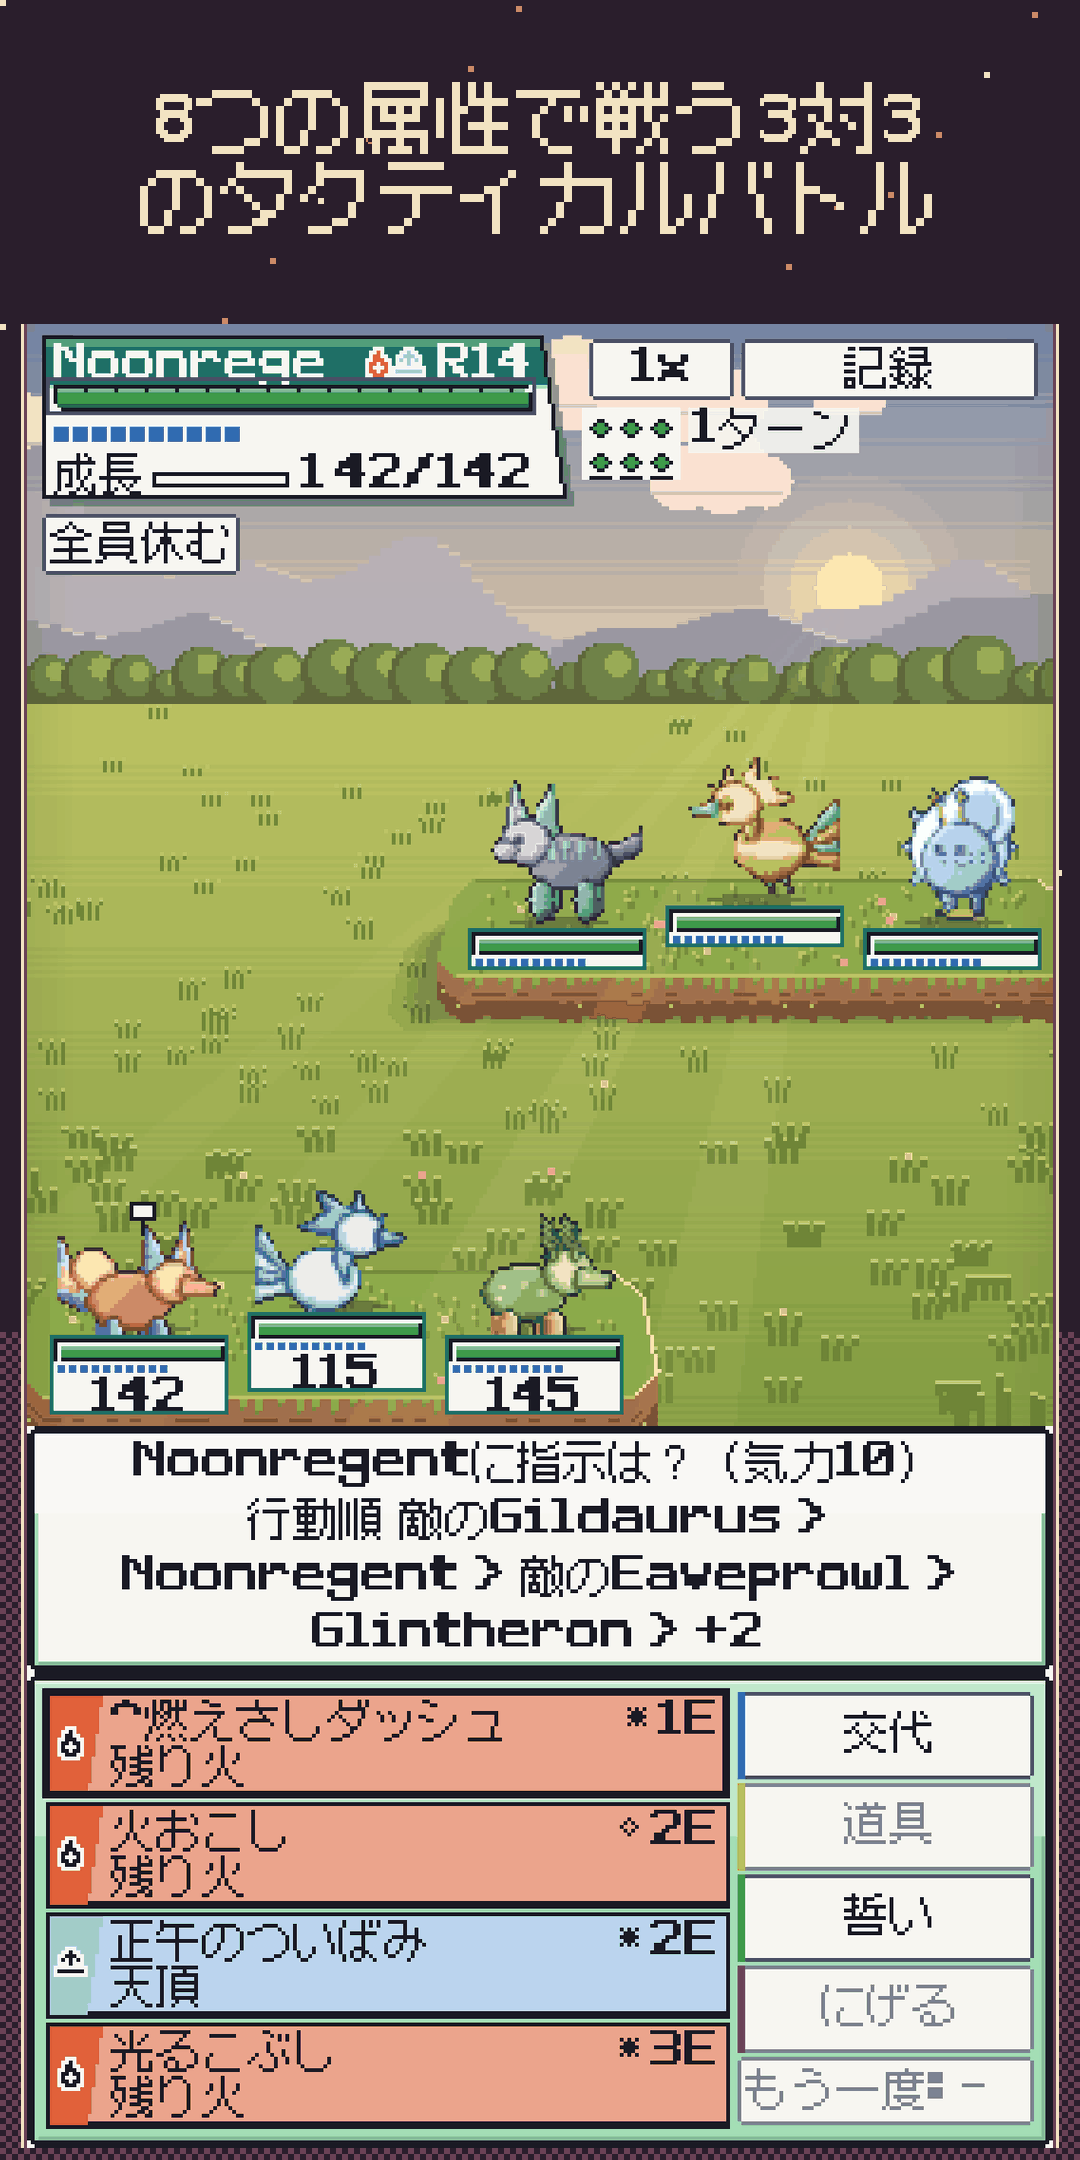 8つの属性で戦う3対3
のタクティカルバトル
Noonrege R14
1x
記録
1ターン
成長 142/142
全員休む
142
115
145
Noonregentに指示は？（気力10）
行動順 敵のGildaurus >
Noonregent > 敵のEaweprowl >
Glintheron > +2
燃えさしダッシュ *1E
残り火
火おこし ◇2E
残り火
正午のついばみ *2E
天頂
光るこぶし *3E
残り火
交代
道具
誓い
にげる
もう一度: -